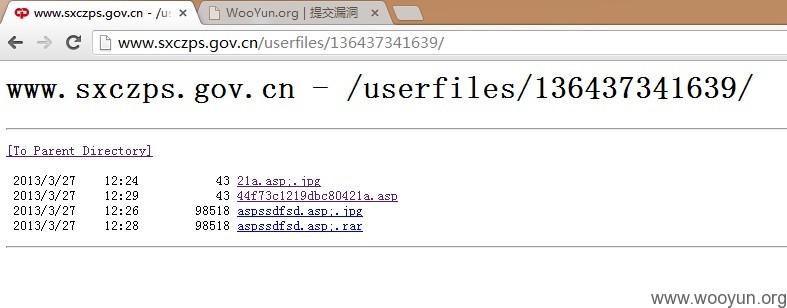 www.sxczps.gov.cn - /us
WooYun.org | 提交漏洞
www.sxczps.gov.cn/userfiles/136437341639/
www.sxczps.gov.cn - /userfiles/136437341639/
[To Parent Directory]
2013/3/27 12:24 43 21a.asp;.jpg
2013/3/27 12:29 43 44f73c1219dbc80421a.asp
2013/3/27 12:26 98518 aspssdfsd.asp;.jpg
2013/3/27 12:28 98518 aspssdfsd.asp;.rar
www.wooyun.org